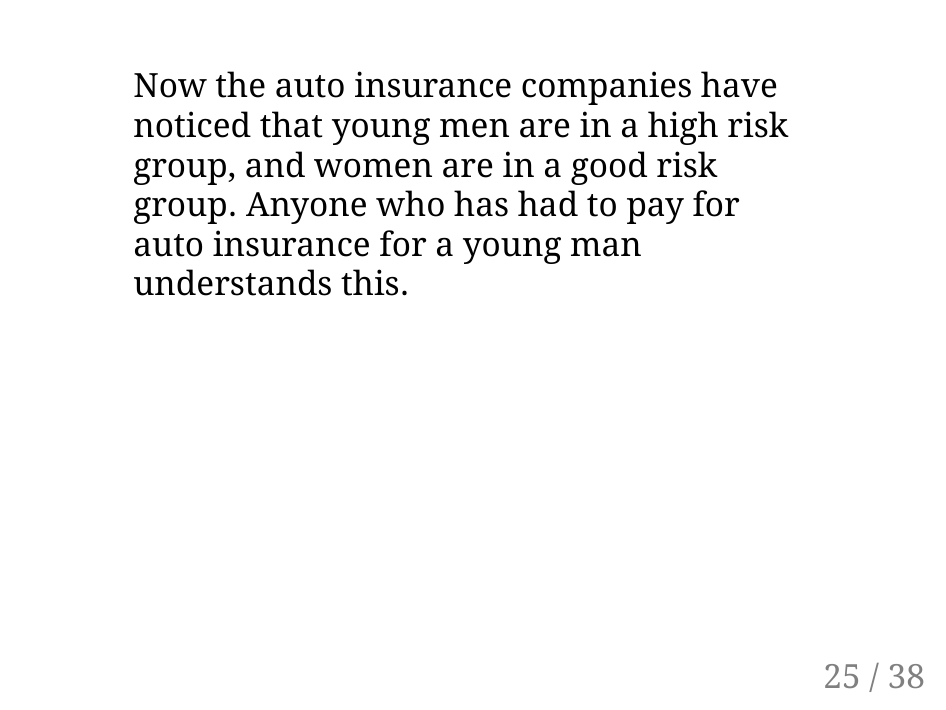 Now the auto insurance companies have
noticed that young men are in a high risk
group, and women are in a good risk
group. Anyone who has had to pay for
auto insurance for a young man
understands this.
25 / 38